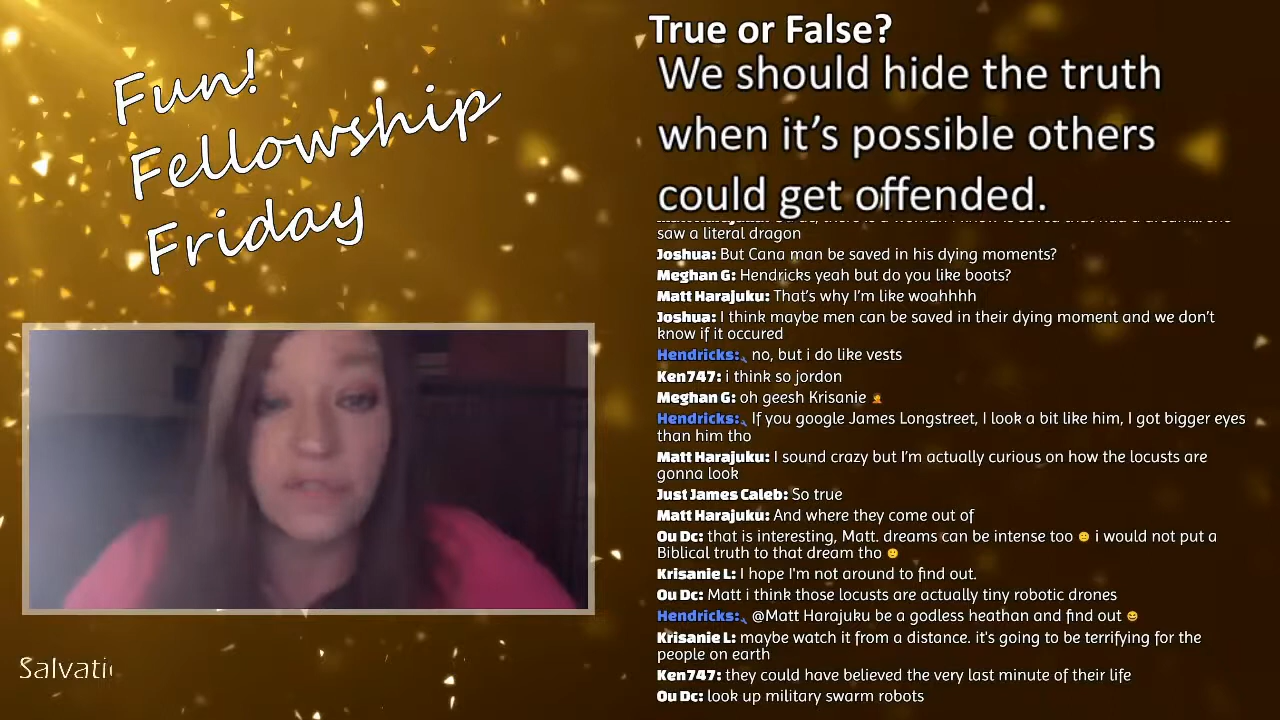 Fun!
Fellowship
Friday
Salvati
True or False?
We should hide the truth
when it’s possible others
could get offended.
saw a literal dragon
Joshua: But Cana man be saved in his dying moments?
Meghan G: Hendricks yeah but do you like boots?
Matt Harajuku: That’s why I’m like woahhhh
Joshua: I think maybe men can be saved in their dying moment and we don’t
know if it occured
Hendricks: no, but i do like vests
Ken747: i think so jordon
Meghan G: oh geesh Krisanie 🤦
Hendricks: If you google James Longstreet, I look a bit like him, I got bigger eyes
than him tho
Matt Harajuku: I sound crazy but I’m actually curious on how the locusts are
gonna look
Just James Caleb: So true
Matt Harajuku: And where they come out of
Ou Dc: that is interesting, Matt. dreams can be intense too 🙂 i would not put a
Biblical truth to that dream tho 🙂
Krisanie L: I hope I'm not around to find out.
Ou Dc: Matt i think those locusts are actually tiny robotic drones
Hendricks: @Matt Harajuku be a godless heathan and find out 😄
Krisanie L: maybe watch it from a distance. it's going to be terrifying for the
people on earth
Ken747: they could have believed the very last minute of their life
Ou Dc: look up military swarm robots